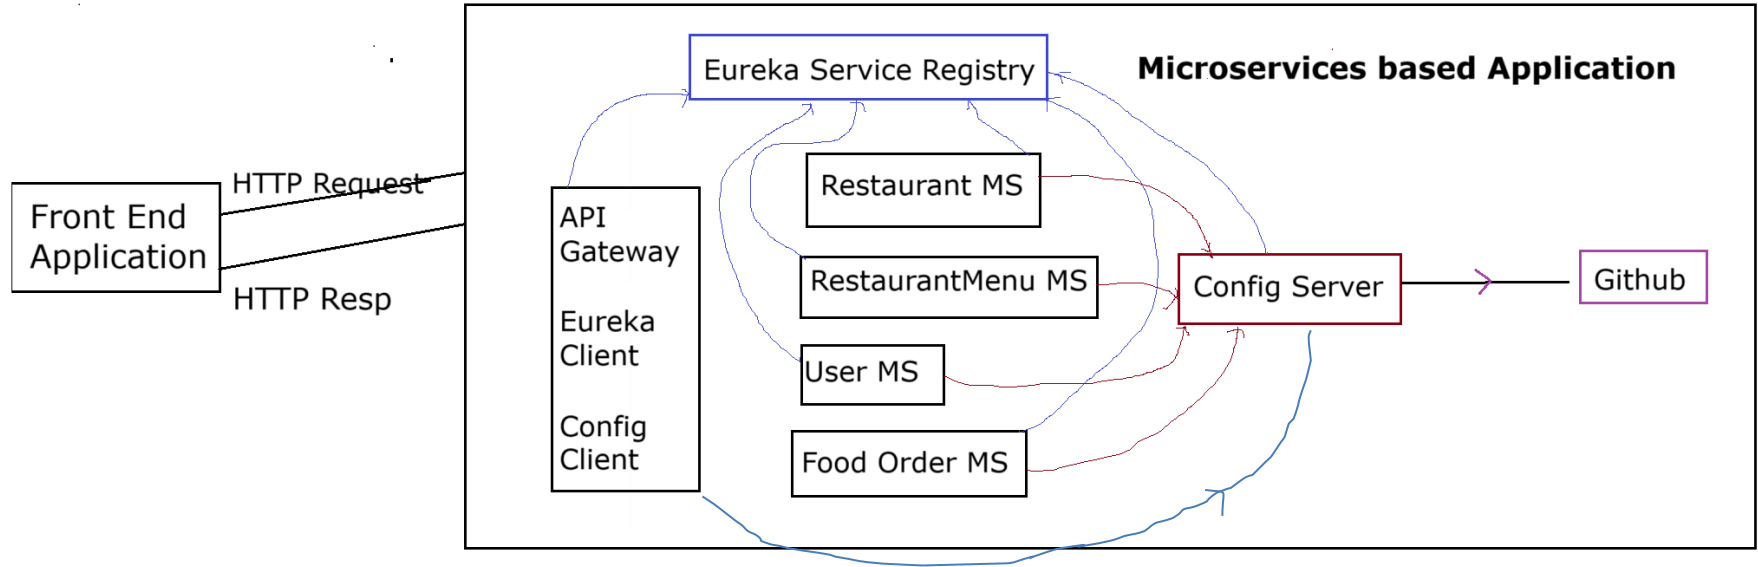 Eureka Service Registry
Microservices based Application
HTTP Request
Front End
Application
HTTP Resp
API
Gateway
Eureka
Client
Config
Client
Restaurant MS
RestaurantMenu MS
User MS
Food Order MS
Config Server
Github